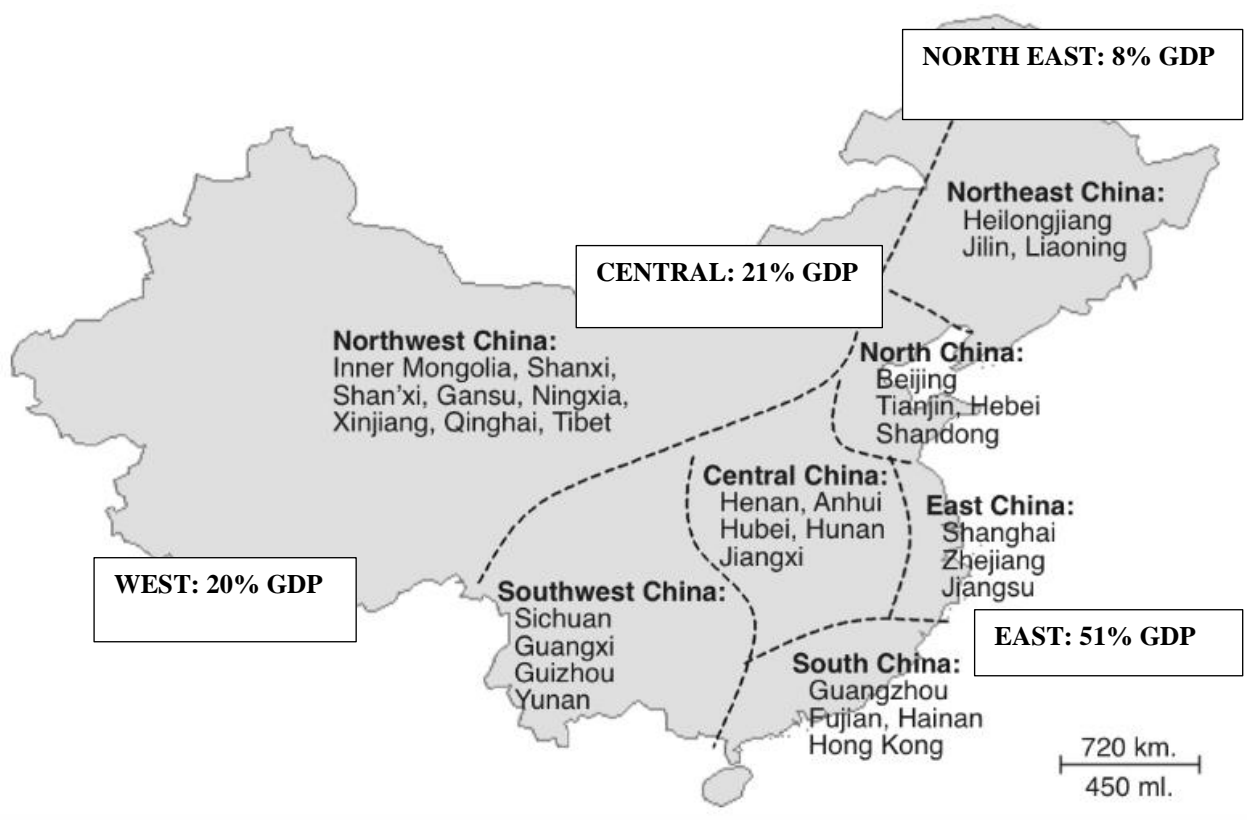 NORTH EAST: 8% GDP
Northeast China:
Heilongjiang
Jilin, Liaoning
CENTRAL: 21% GDP
Northwest China:
Inner Mongolia, Shanxi,
Shan'xi, Gansu, Ningxia,
Xinjiang, Qinghai, Tibet
North China:
Beijing
Tianjin, Hebei
Shandong
Central China:
Henan, Anhui
Hubei, Hunan
Jiangxi
East China:
Shanghai
Zhejiang
Jiangsu
WEST: 20% GDP
Southwest China:
Sichuan
Guangxi
Guizhou
Yunan
EAST: 51% GDP
South China:
Guangzhou
Fujian, Hainan
Hong Kong
720 km.
450 ml.